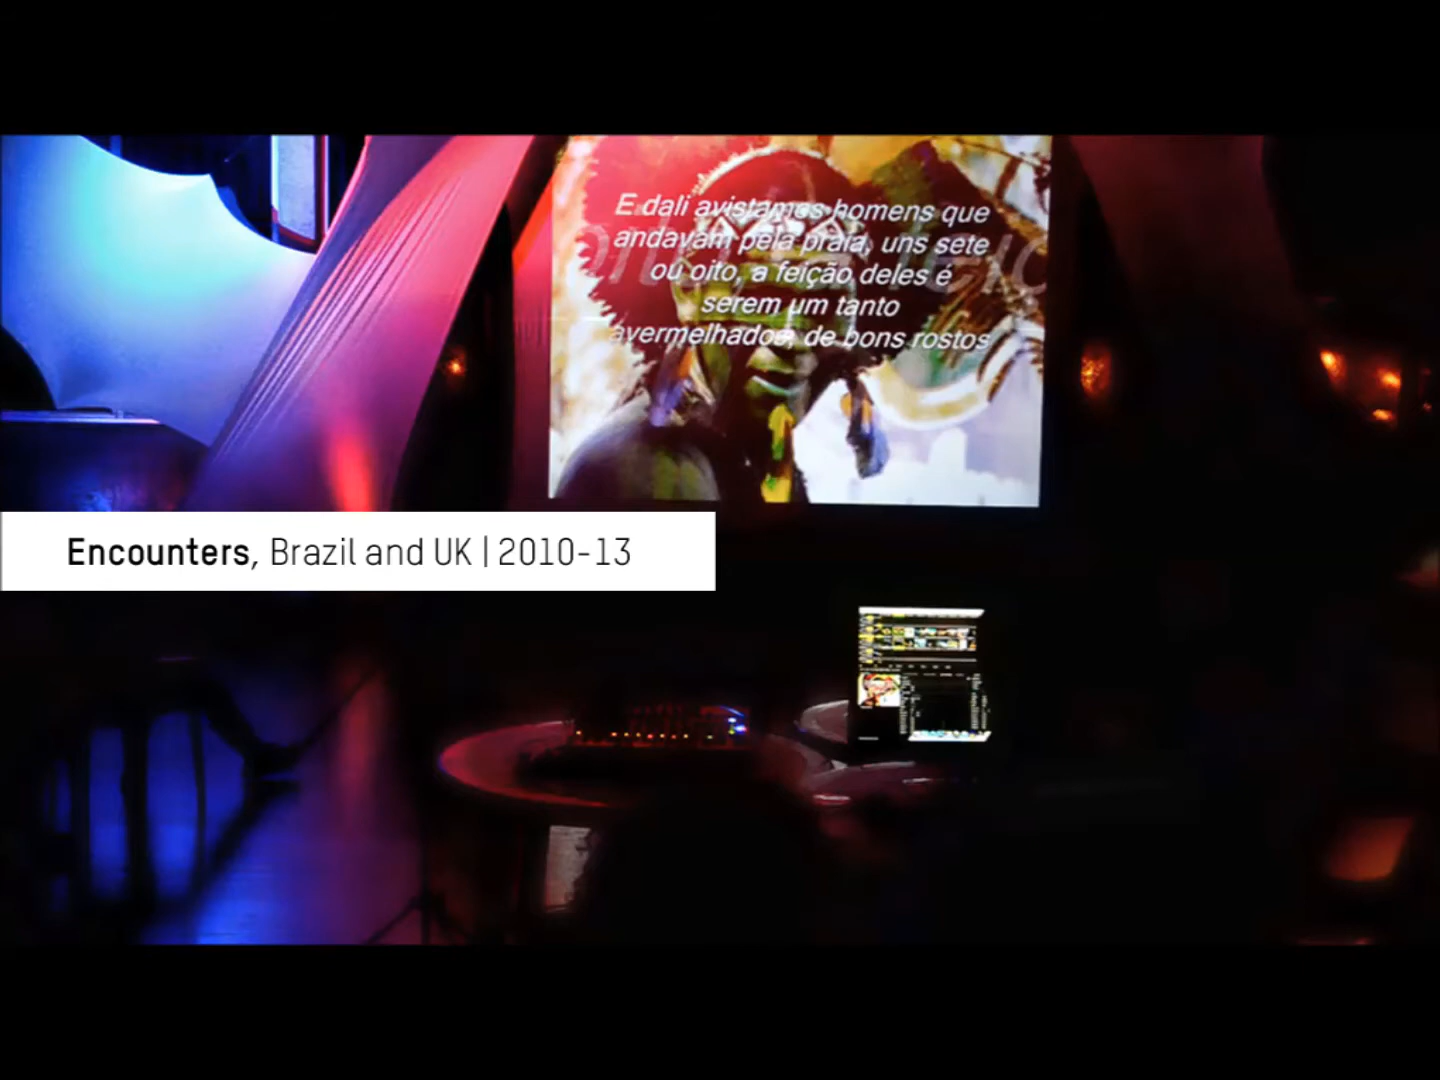 E dali avistamos homens que
andavam pela praia, uns sete
ou oito, a feição deles é
serem um tanto
avermelhados, de bons rostos
Encounters, Brazil and UK | 2010-13